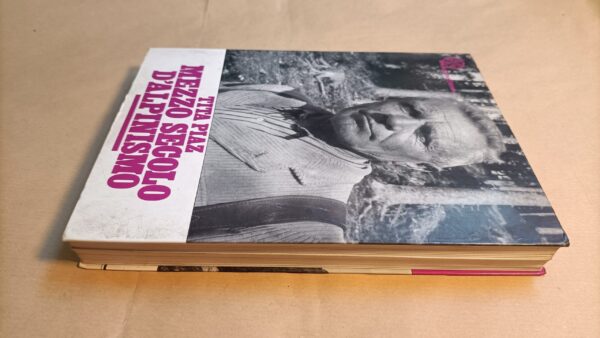 TITA PIAZ
MEZZO SECOLO
D'ALPINISMO